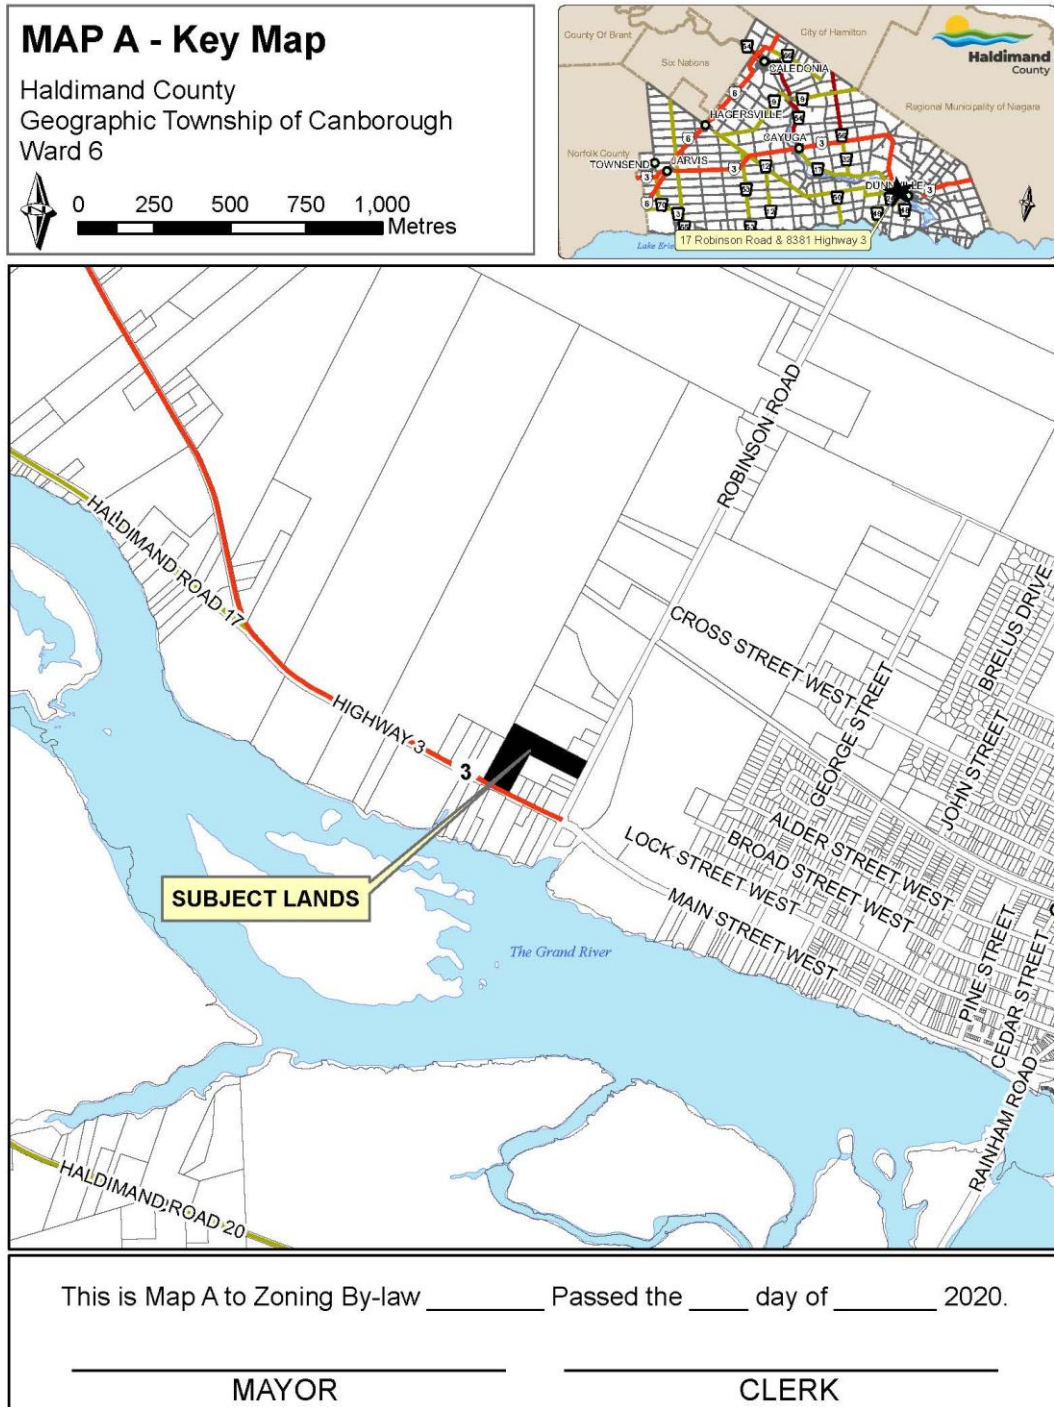 MAP A - Key Map
Haldimand County
Geographic Township of Canborough
Ward 6
0 250 500 750 1,000
Metres
County Of Brant
City of Hamilton
Haldimand
County
Six Nations
CALEDONIA
Regional Municipality of Niagara
HAGERSVILLE
CAYUGA
Norfolk County
TOWNSEND
JARVIS
DUNNVILLE
17 Robinson Road & 8381 Highway 3
ROBINSON ROAD
HALDIMAND ROAD 17
CROSS STREET WEST
BRELUS DRIVE
GEORGE STREET
JOHN STREET
HIGHWAY 3
3
ALDER STREET WEST
LOCK STREET WEST
BROAD STREET WEST
MAIN STREET WEST
SUBJECT LANDS
The Grand River
PINE STREET
CEDAR STREET
RAINHAM ROAD
HALDIMAND ROAD 20
This is Map A to Zoning By-law ________ Passed the ____ day of _______ 2020.
MAYOR
CLERK